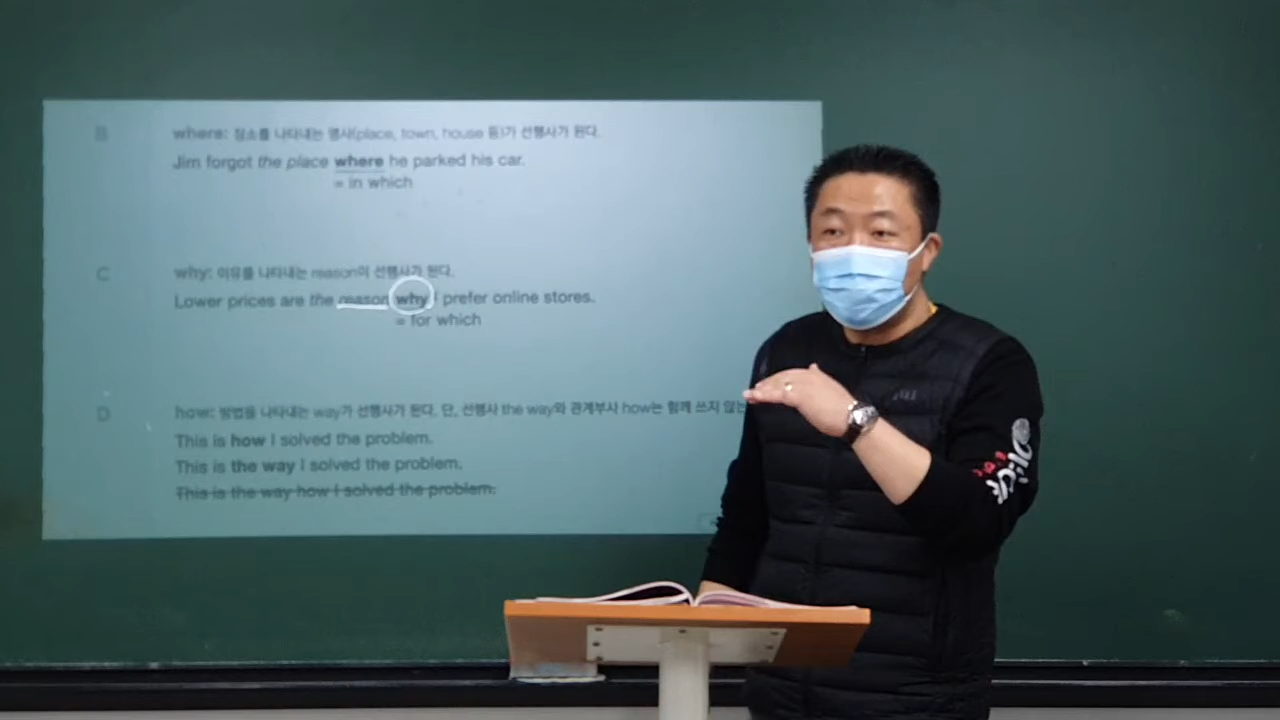 B where: 장소를 나타내는 명사(place, town, house 등)가 선행사가 된다.
Jim forgot the place where he parked his car.
= in which
C why: 이유를 나타내는 reason이 선행사가 된다.
Lower prices are the reason why I prefer online stores.
= for which
D how: 방법을 나타내는 way가 선행사가 된다. 단, 선행사 the way와 관계부사 how는 함께 쓰지 않는
This is how I solved the problem.
This is the way I solved the problem.
This is the way how I solved the problem.